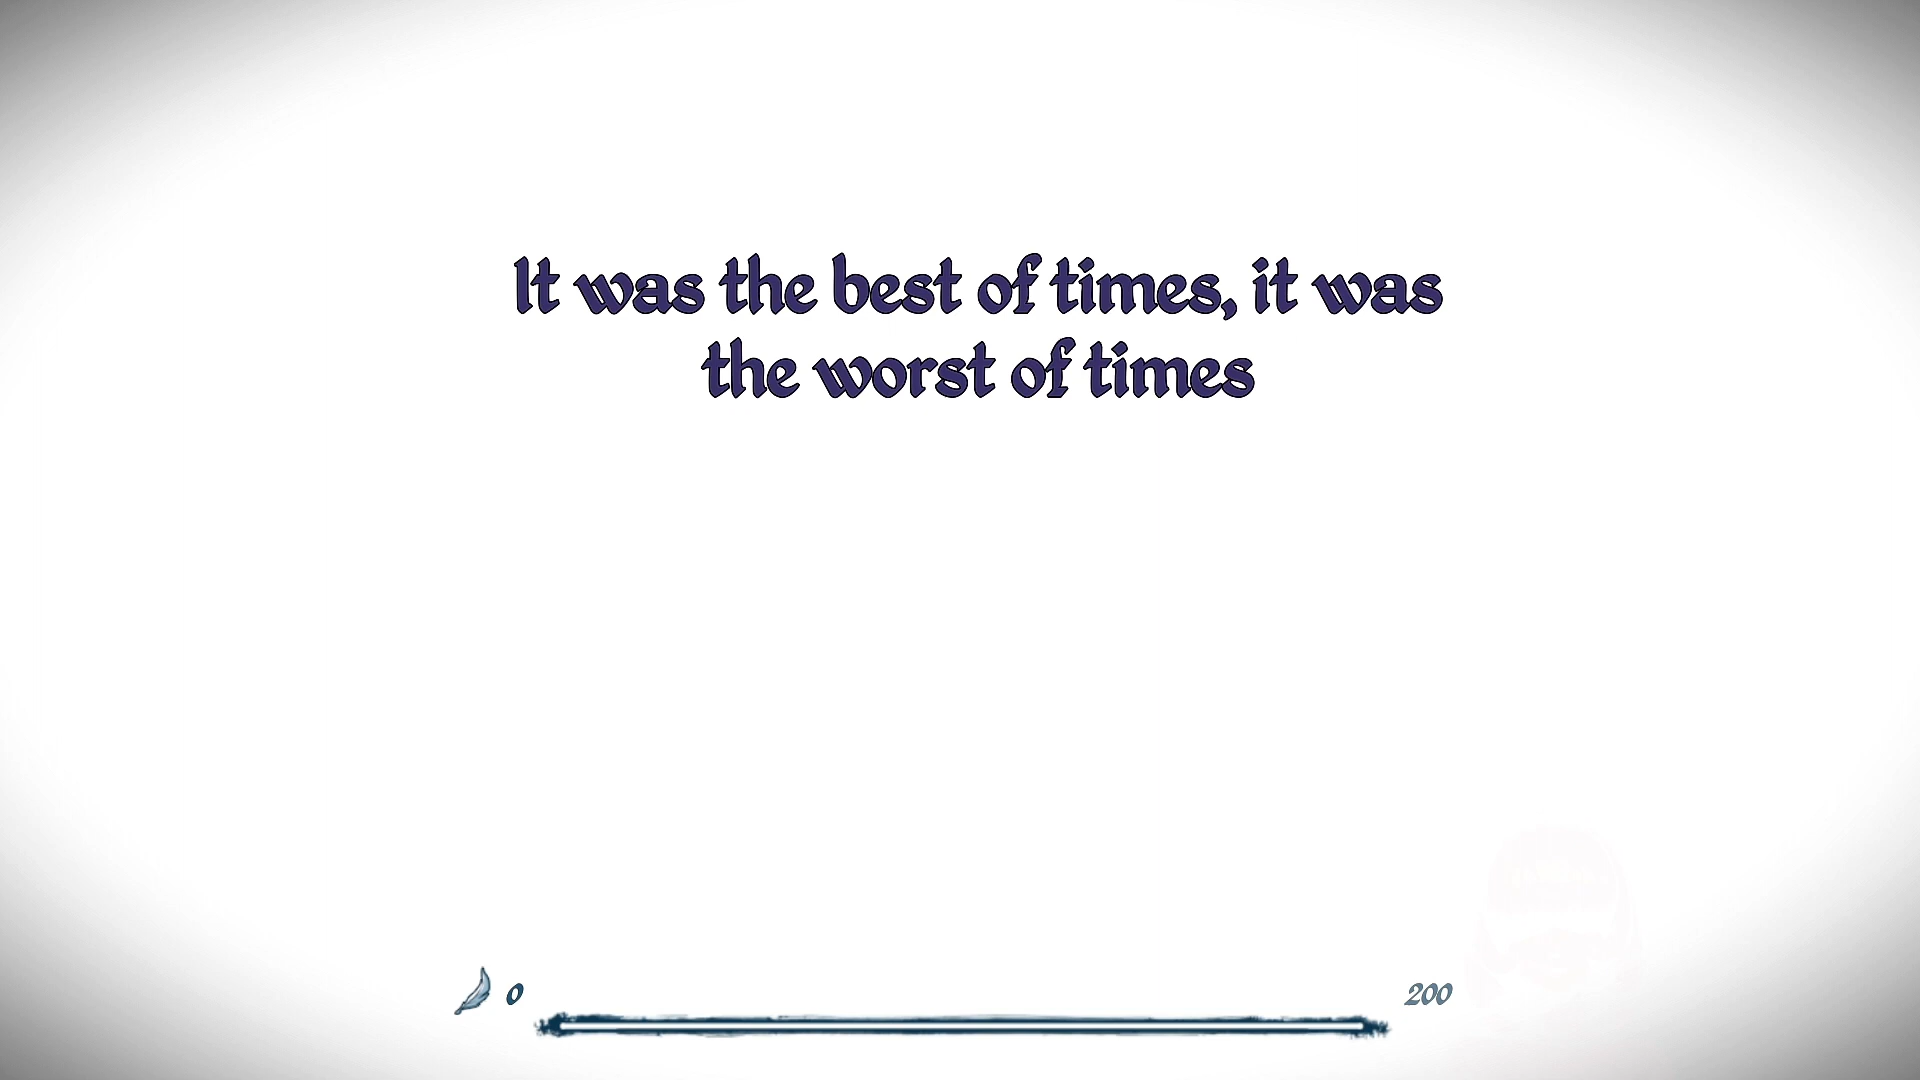 It was the best of times, it was
the worst of times
0
200